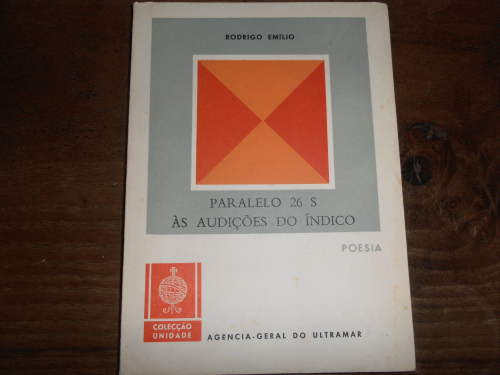 RODRIGO EMÍLIO
PARALELO 26 S
ÀS AUDIÇÕES DO ÍNDICO
POESIA
COLECÇÃO
UNIDADE
AGENCIA-GERAL DO ULTRAMAR